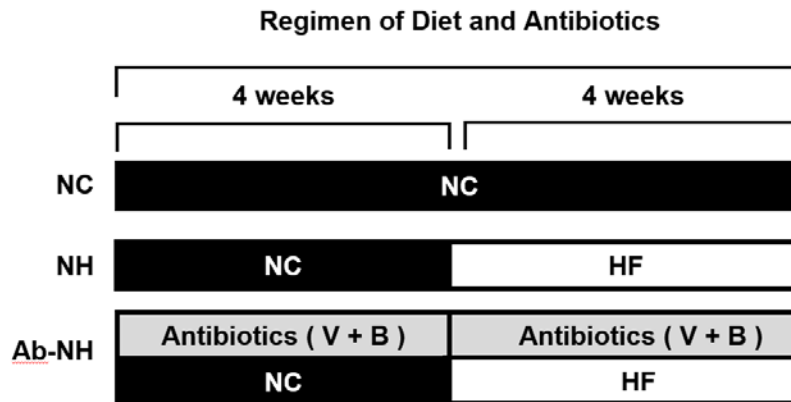 Regimen of Diet and Antibiotics
4 weeks 4 weeks
NC NC
NH NC HF
Ab-NH Antibiotics ( V + B ) Antibiotics ( V + B )
NC HF